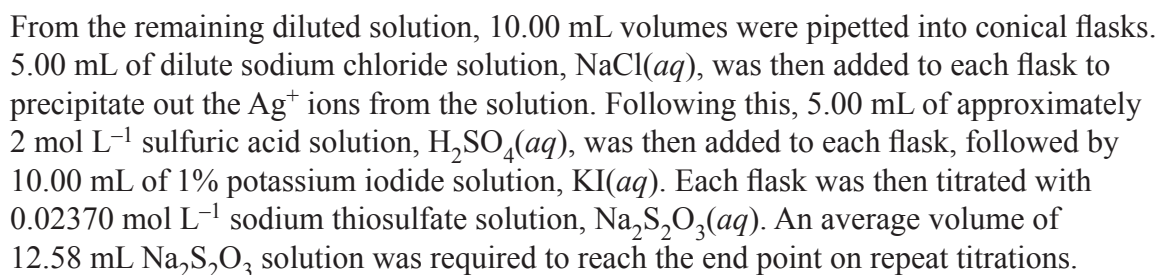 From the remaining diluted solution, 10.00 mL volumes were pipetted into conical flasks.
5.00 mL of dilute sodium chloride solution, NaCl(aq), was then added to each flask to
precipitate out the Ag⁺ ions from the solution. Following this, 5.00 mL of approximately
2 mol L⁻¹ sulfuric acid solution, H₂SO₄(aq), was then added to each flask, followed by
10.00 mL of 1% potassium iodide solution, KI(aq). Each flask was then titrated with
0.02370 mol L⁻¹ sodium thiosulfate solution, Na₂S₂O₃(aq). An average volume of
12.58 mL Na₂S₂O₃ solution was required to reach the end point on repeat titrations.